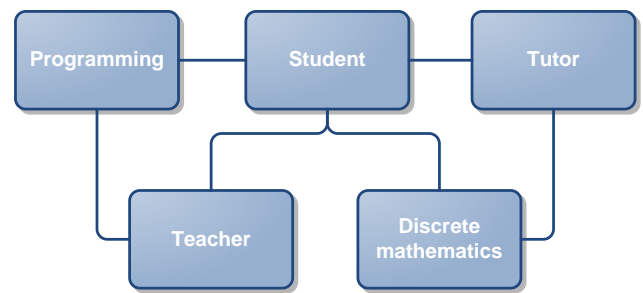 Programming
Student
Tutor
Teacher
Discrete
mathematics